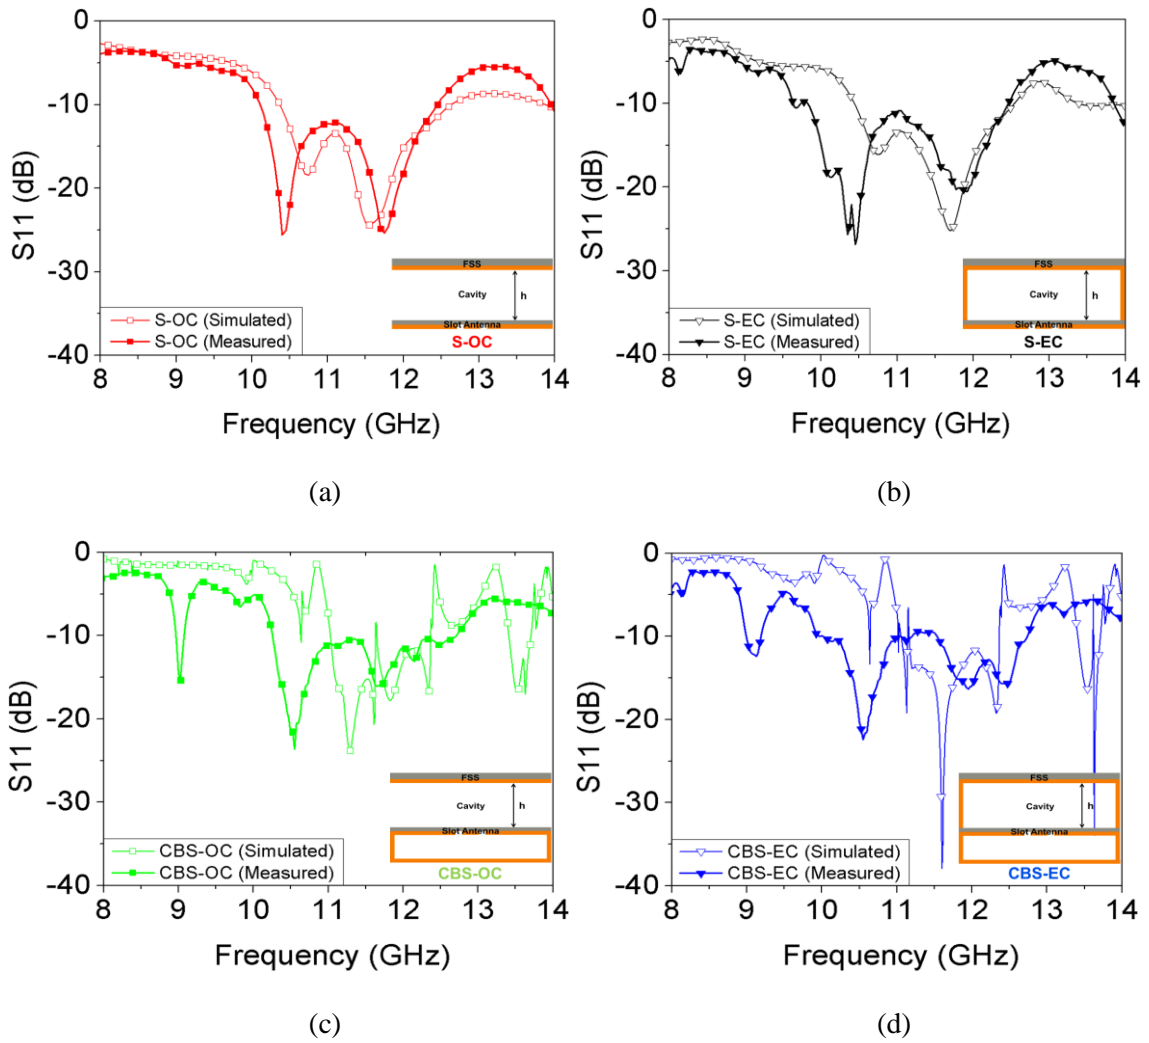 0
-10
-20
-30
-40
S11 (dB)
8 9 10 11 12 13 14
Frequency (GHz)
S-OC (Simulated)
S-OC (Measured)
FSS
Cavity
h
Slot Antenna
S-OC
(a)
0
-10
-20
-30
-40
S11 (dB)
8 9 10 11 12 13 14
Frequency (GHz)
S-EC (Simulated)
S-EC (Measured)
FSS
Cavity
h
Slot Antenna
S-EC
(b)
0
-10
-20
-30
-40
S11 (dB)
8 9 10 11 12 13 14
Frequency (GHz)
CBS-OC (Simulated)
CBS-OC (Measured)
FSS
Cavity
h
Slot Antenna
CBS-OC
(c)
0
-10
-20
-30
-40
S11 (dB)
8 9 10 11 12 13 14
Frequency (GHz)
CBS-EC (Simulated)
CBS-EC (Measured)
FSS
Cavity
h
Slot Antenna
CBS-EC
(d)